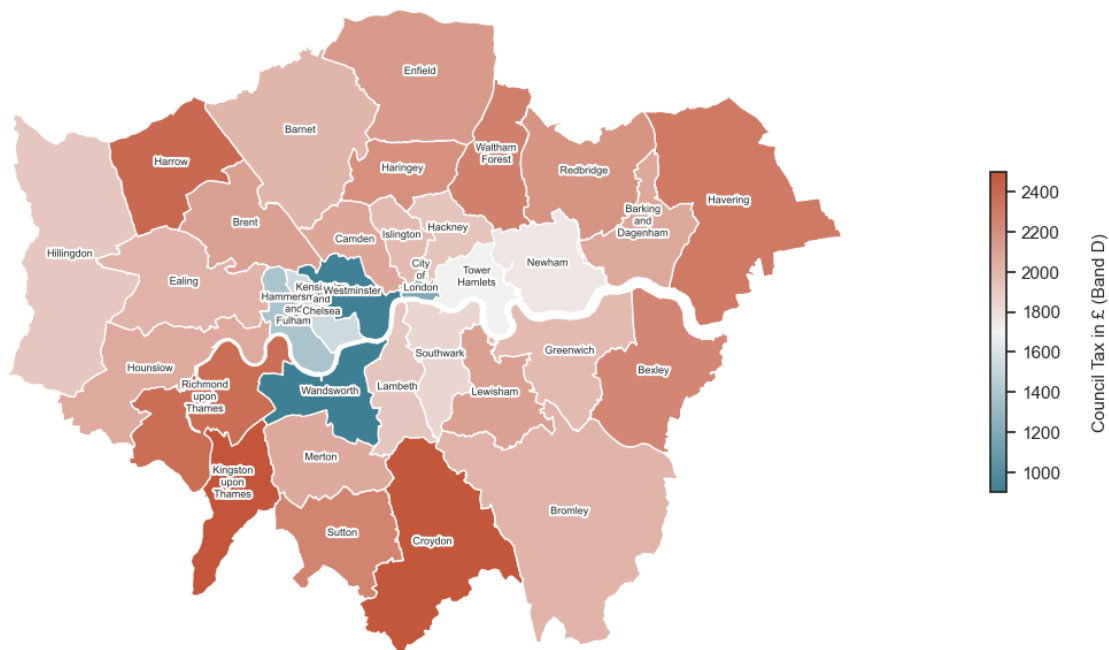 Enfield
Barnet
Harrow
Haringey
Waltham
Forest
Redbridge
Havering
Barking
and
Dagenham
Brent
Camden
Islington
Hackney
Hillingdon
Ealing
City
of
London
Tower
Hamlets
Newham
Kensi
and
Chelsea
Westminster
Hammersm
and
Fulham
Hounslow
Richmond
upon
Thames
Wandsworth
Lambeth
Southwark
Lewisham
Greenwich
Bexley
Kingston
upon
Thames
Merton
Sutton
Croydon
Bromley
2400
2200
2000
1800
1600
1400
1200
1000
Council Tax in £ (Band D)